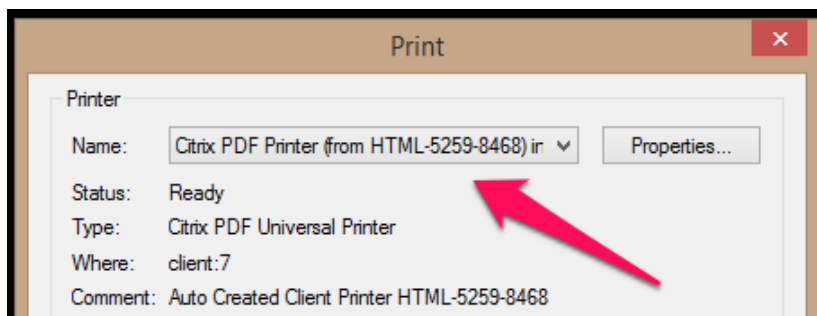 Print
Printer
Name: Citrix PDF Printer (from HTML-5259-8468) in Properties...
Status: Ready
Type: Citrix PDF Universal Printer
Where: client:7
Comment: Auto Created Client Printer HTML-5259-8468